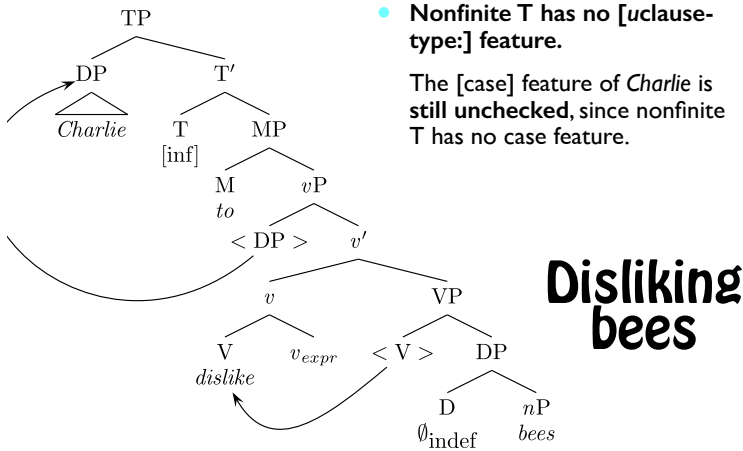 TP
DP T′
Charlie T MP
[inf]
M vP
to
< DP > v′
v VP
V v_expr < V > DP
dislike
D nP
∅indef bees
• Nonfinite T has no [uclause-
type:] feature.
The [case] feature of Charlie is
still unchecked, since nonfinite
T has no case feature.
Disliking
bees